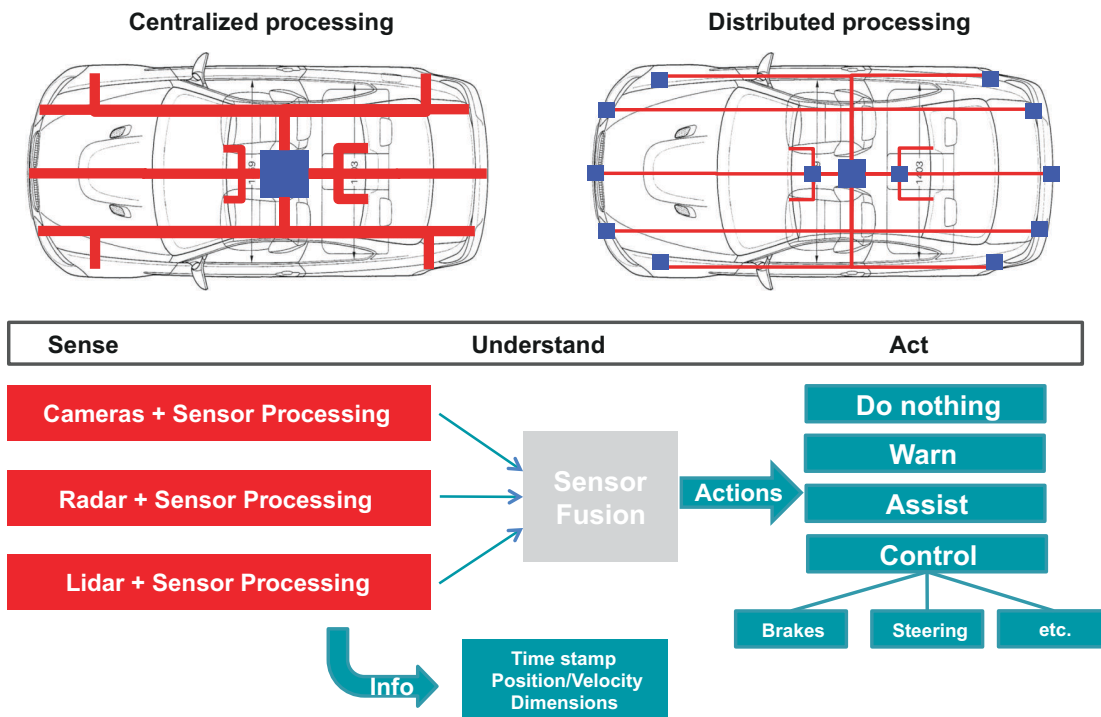 Centralized processing
Distributed processing
1403
Sense
Understand
Act
Cameras + Sensor Processing
Radar + Sensor Processing
Lidar + Sensor Processing
Sensor
Fusion
Actions
Do nothing
Warn
Assist
Control
Brakes
Steering
etc.
Info
Time stamp
Position/Velocity
Dimensions